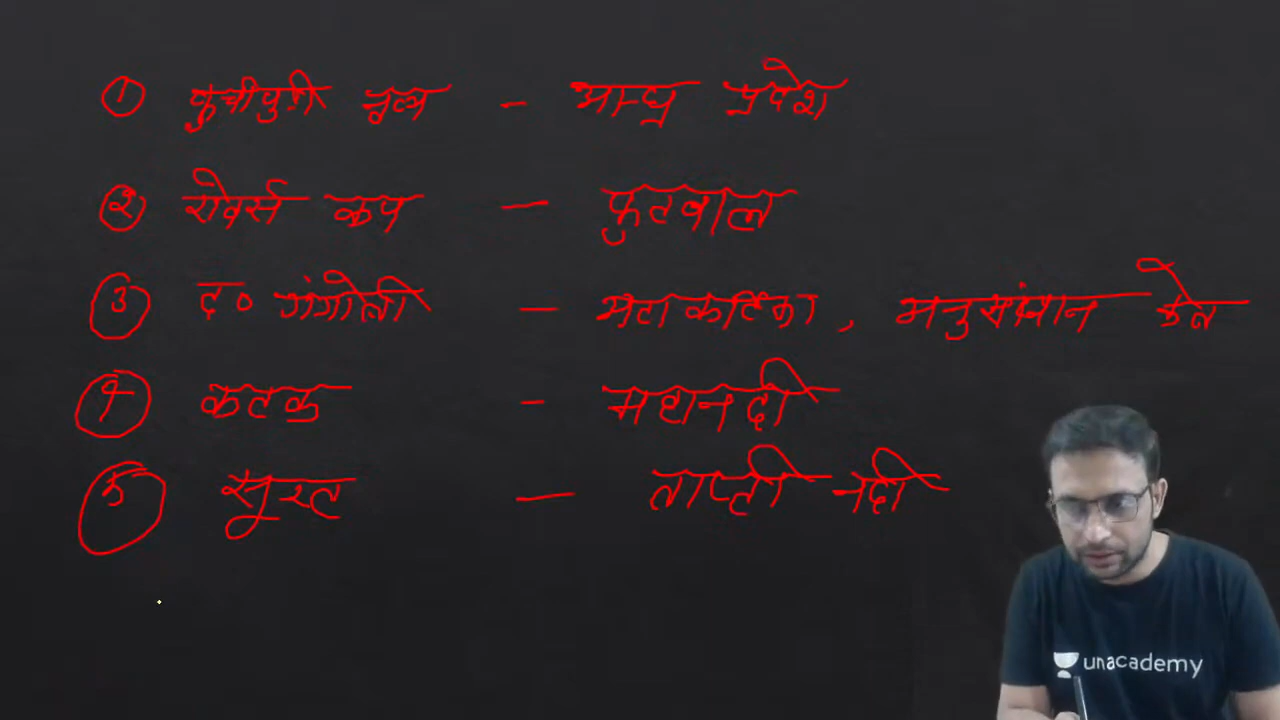 ① कुचीपुड़ी नृत्य - आन्ध्र प्रदेश
② रोवर्स कप - फुटबाल
③ द० गंगोत्री - अंटार्कटिका, अनुसंधान केन्द्र
④ कटक - महानदी
⑤ सूरत - ताप्ती नदी
unacademy